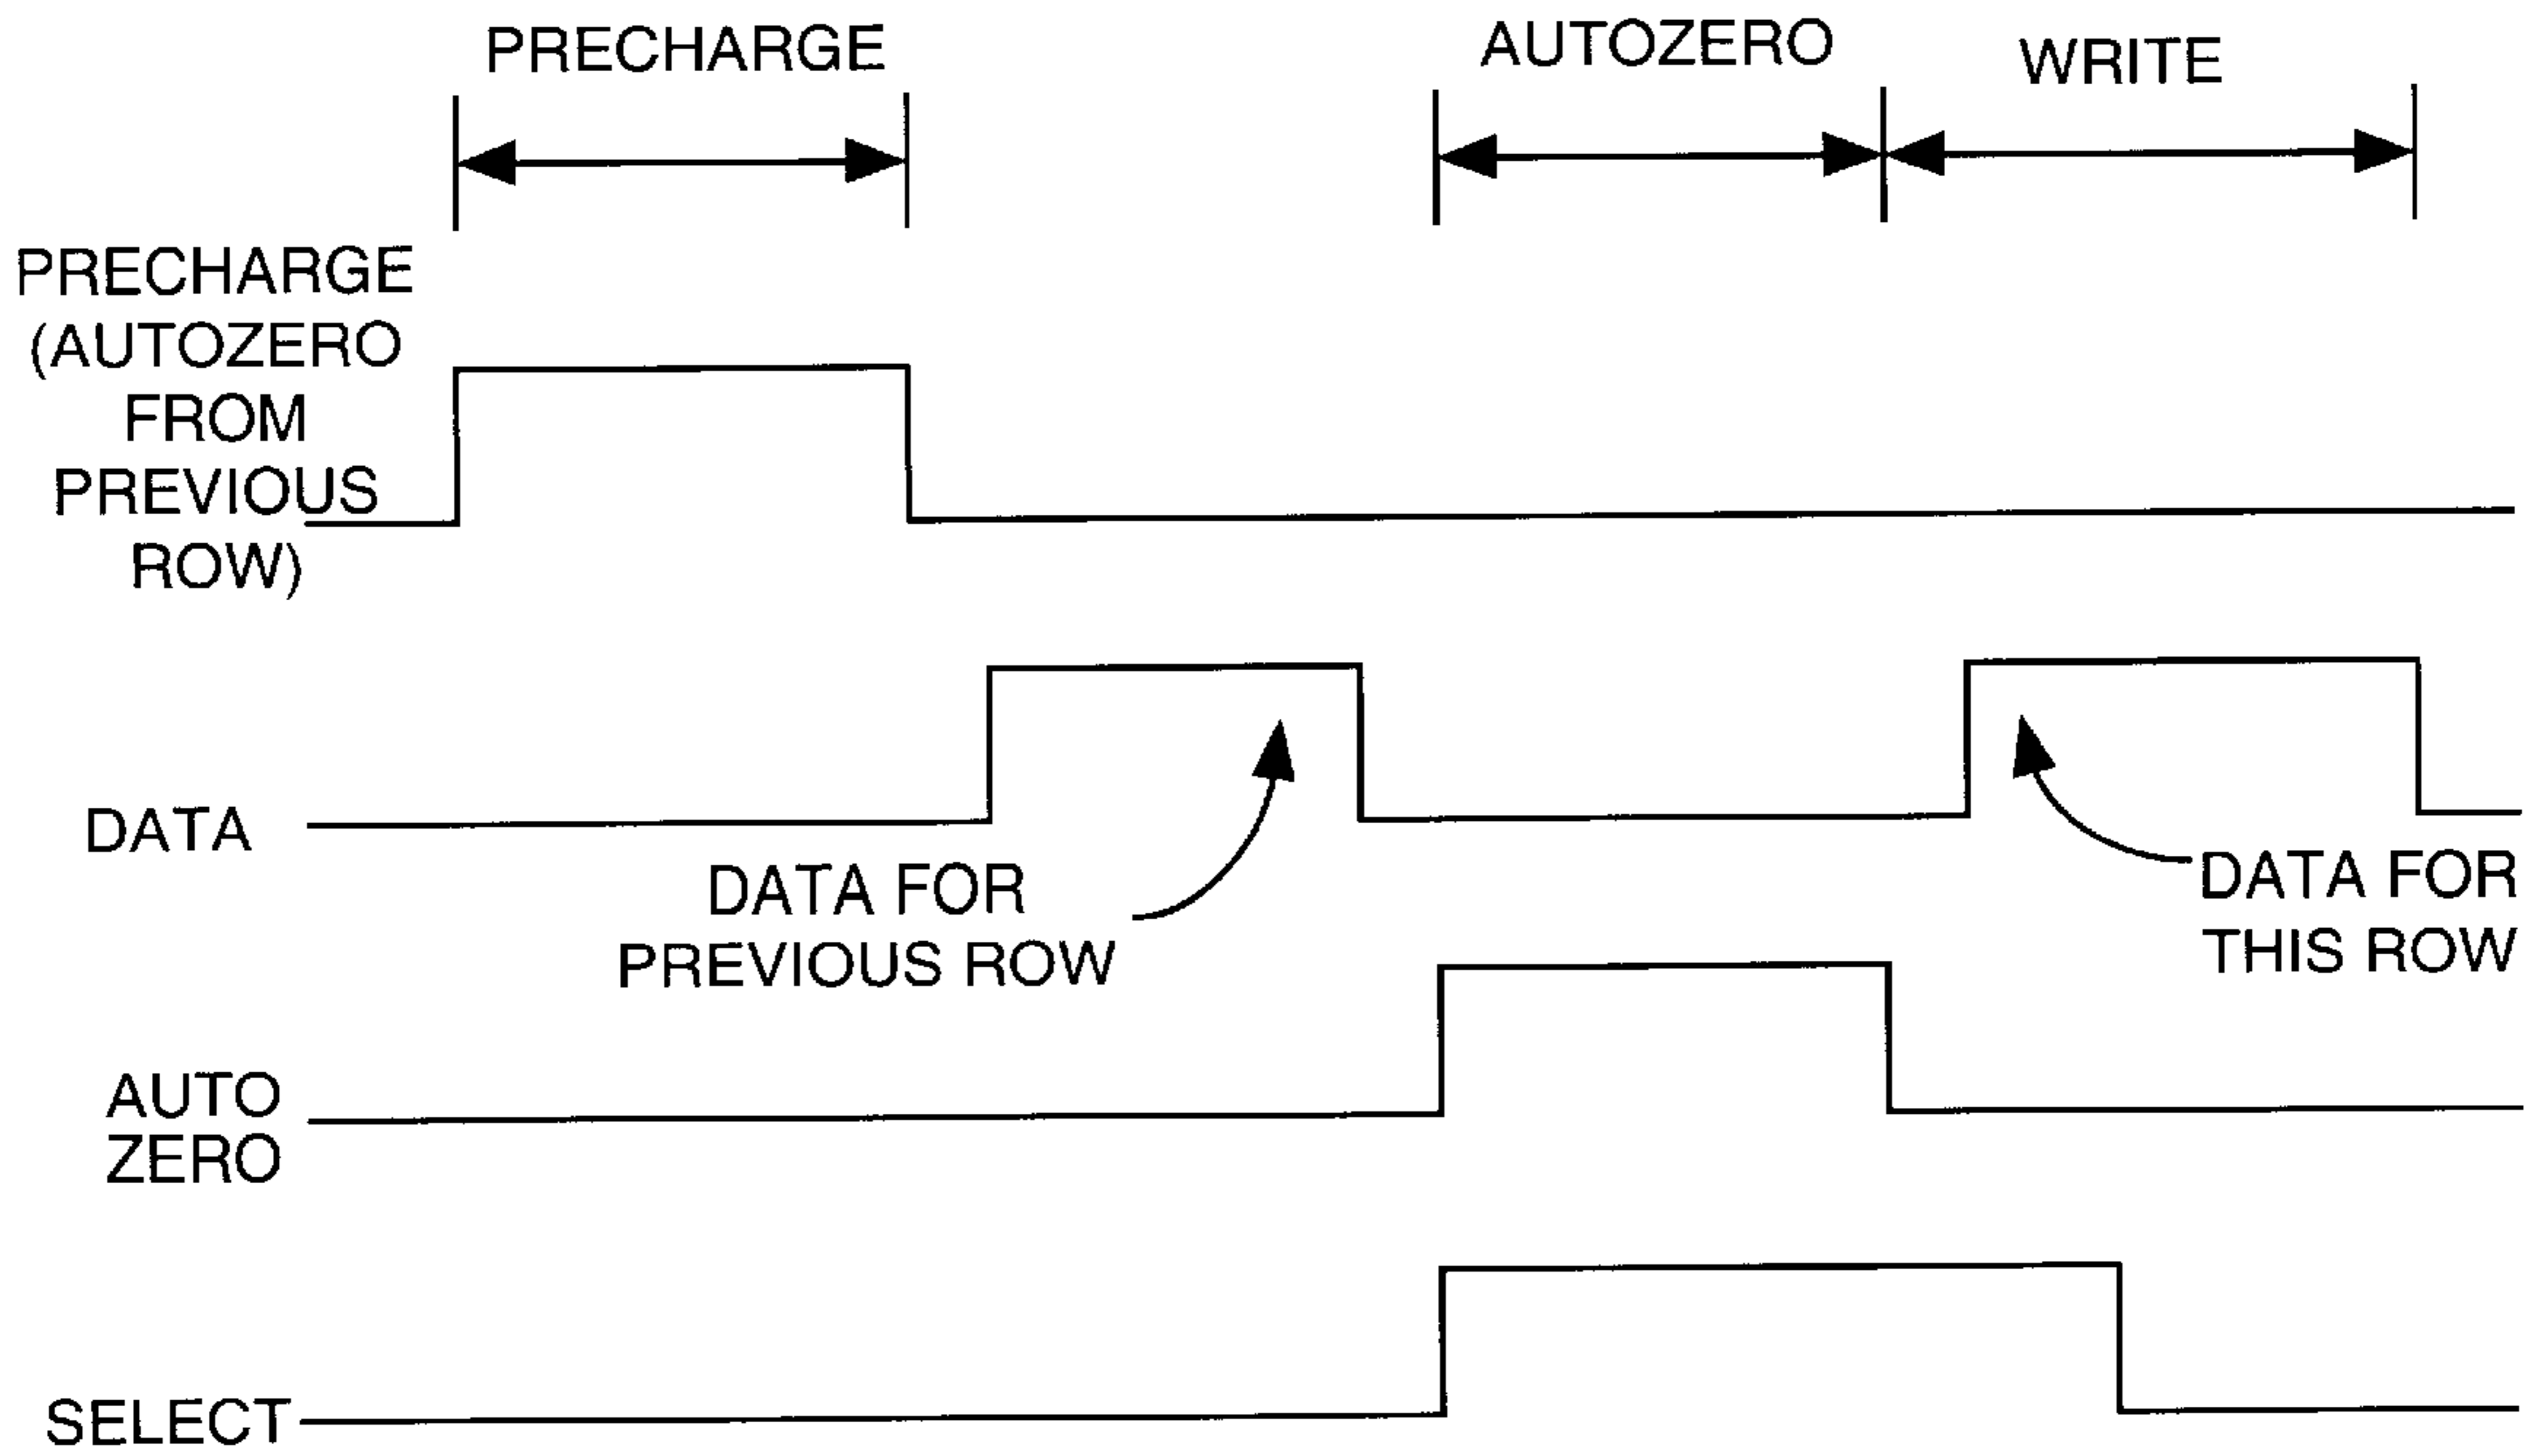 PRECHARGE
AUTOZERO
WRITE
PRECHARGE
(AUTOZERO
FROM
PREVIOUS
ROW)
DATA
DATA FOR
PREVIOUS ROW
DATA FOR
THIS ROW
AUTO
ZERO
SELECT